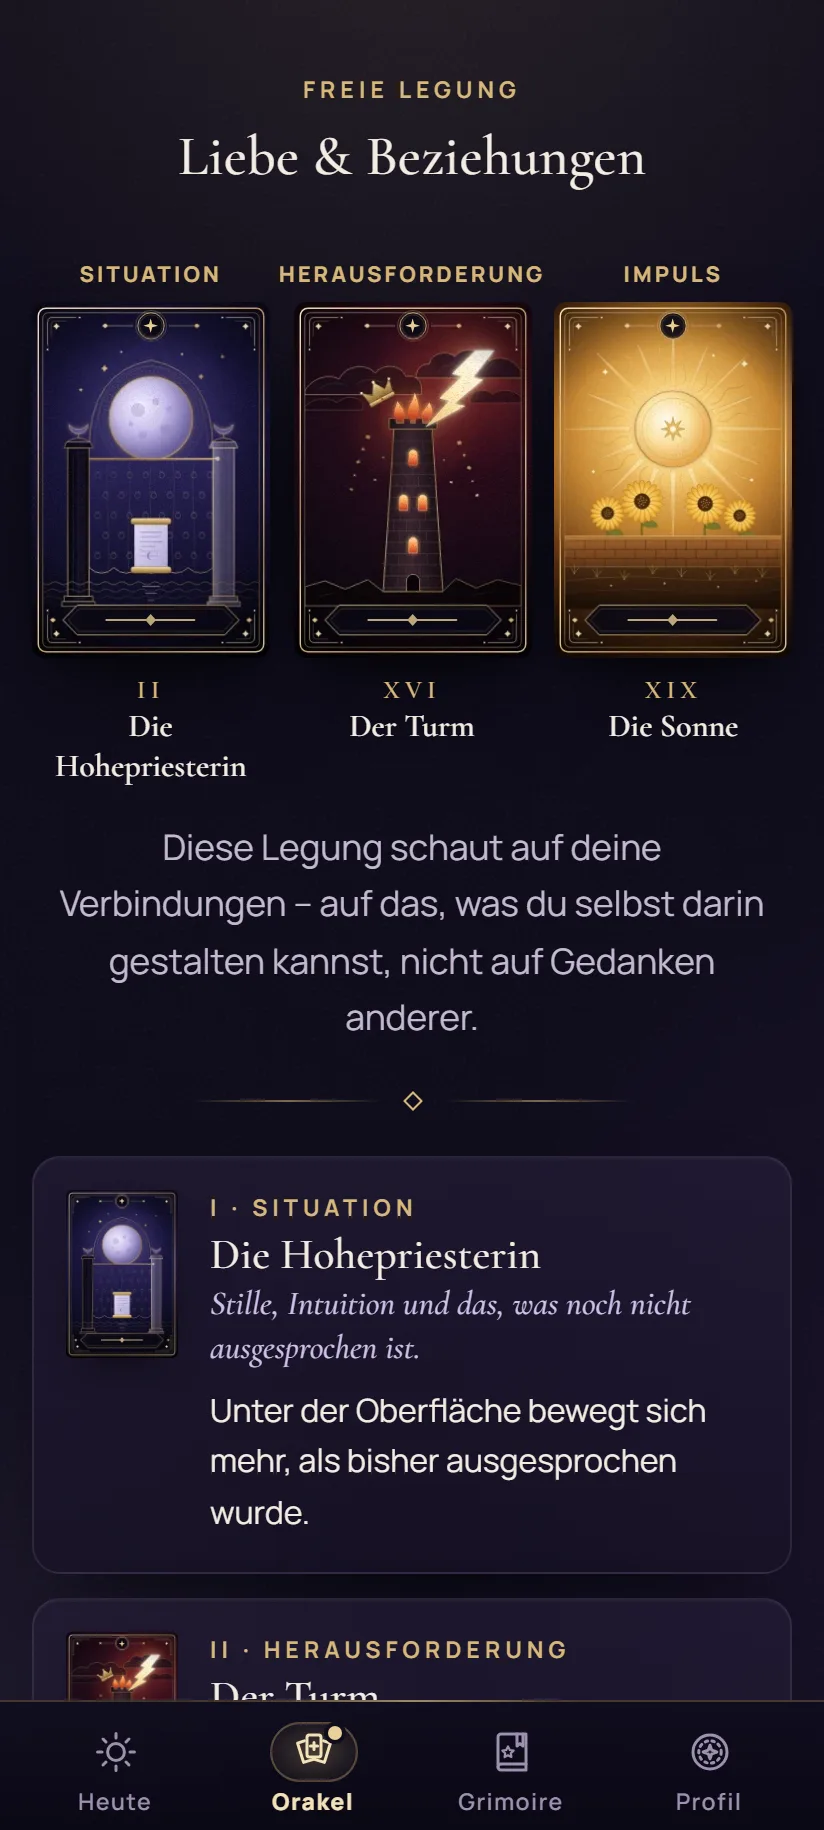 FREIE LEGUNG
Liebe & Beziehungen
SITUATION
HERAUSFORDERUNG
IMPULS
II
Die
Hohepriesterin
XVI
Der Turm
XIX
Die Sonne
Diese Legung schaut auf deine
Verbindungen – auf das, was du selbst darin
gestalten kannst, nicht auf Gedanken
anderer.
I · SITUATION
Die Hohepriesterin
Stille, Intuition und das, was noch nicht
ausgesprochen ist.
Unter der Oberfläche bewegt sich
mehr, als bisher ausgesprochen
wurde.
II · HERAUSFORDERUNG
Der Turm
Heute
Orakel
Grimoire
Profil